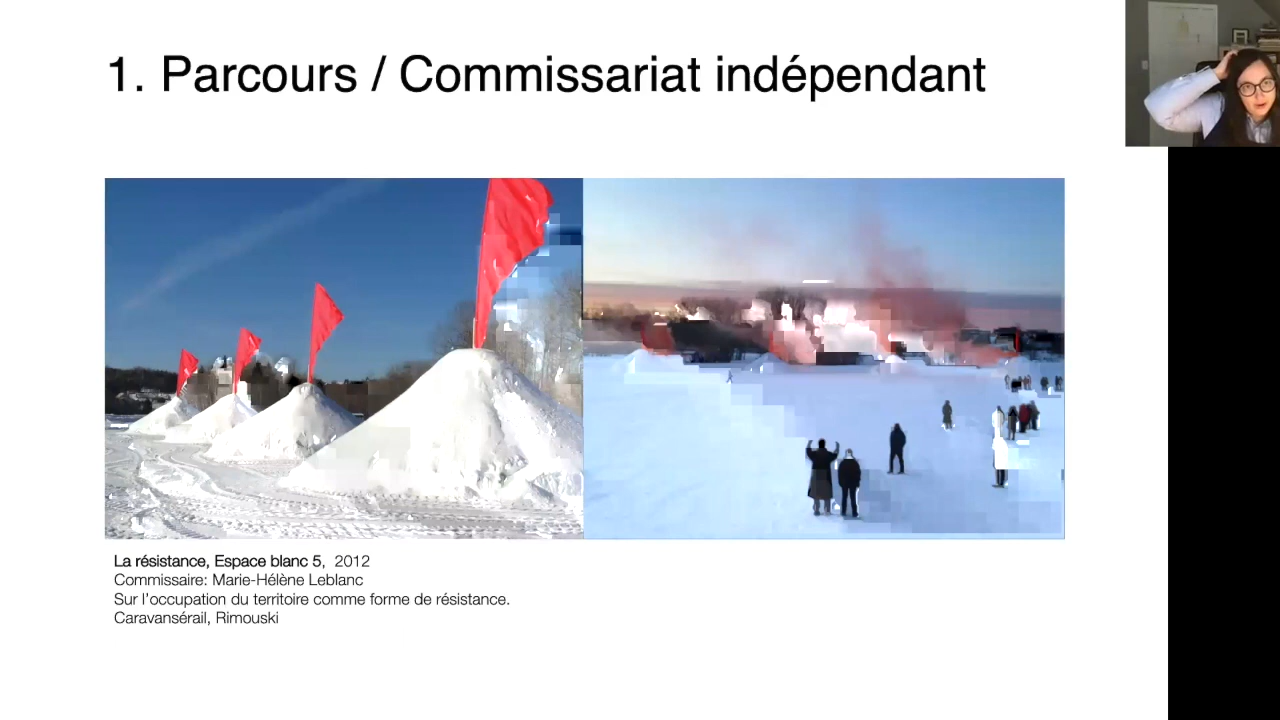 1. Parcours / Commissariat indépendant
La résistance, Espace blanc 5, 2012
Commissaire: Marie-Hélène Leblanc
Sur l'occupation du territoire comme forme de résistance.
Caravansérail, Rimouski